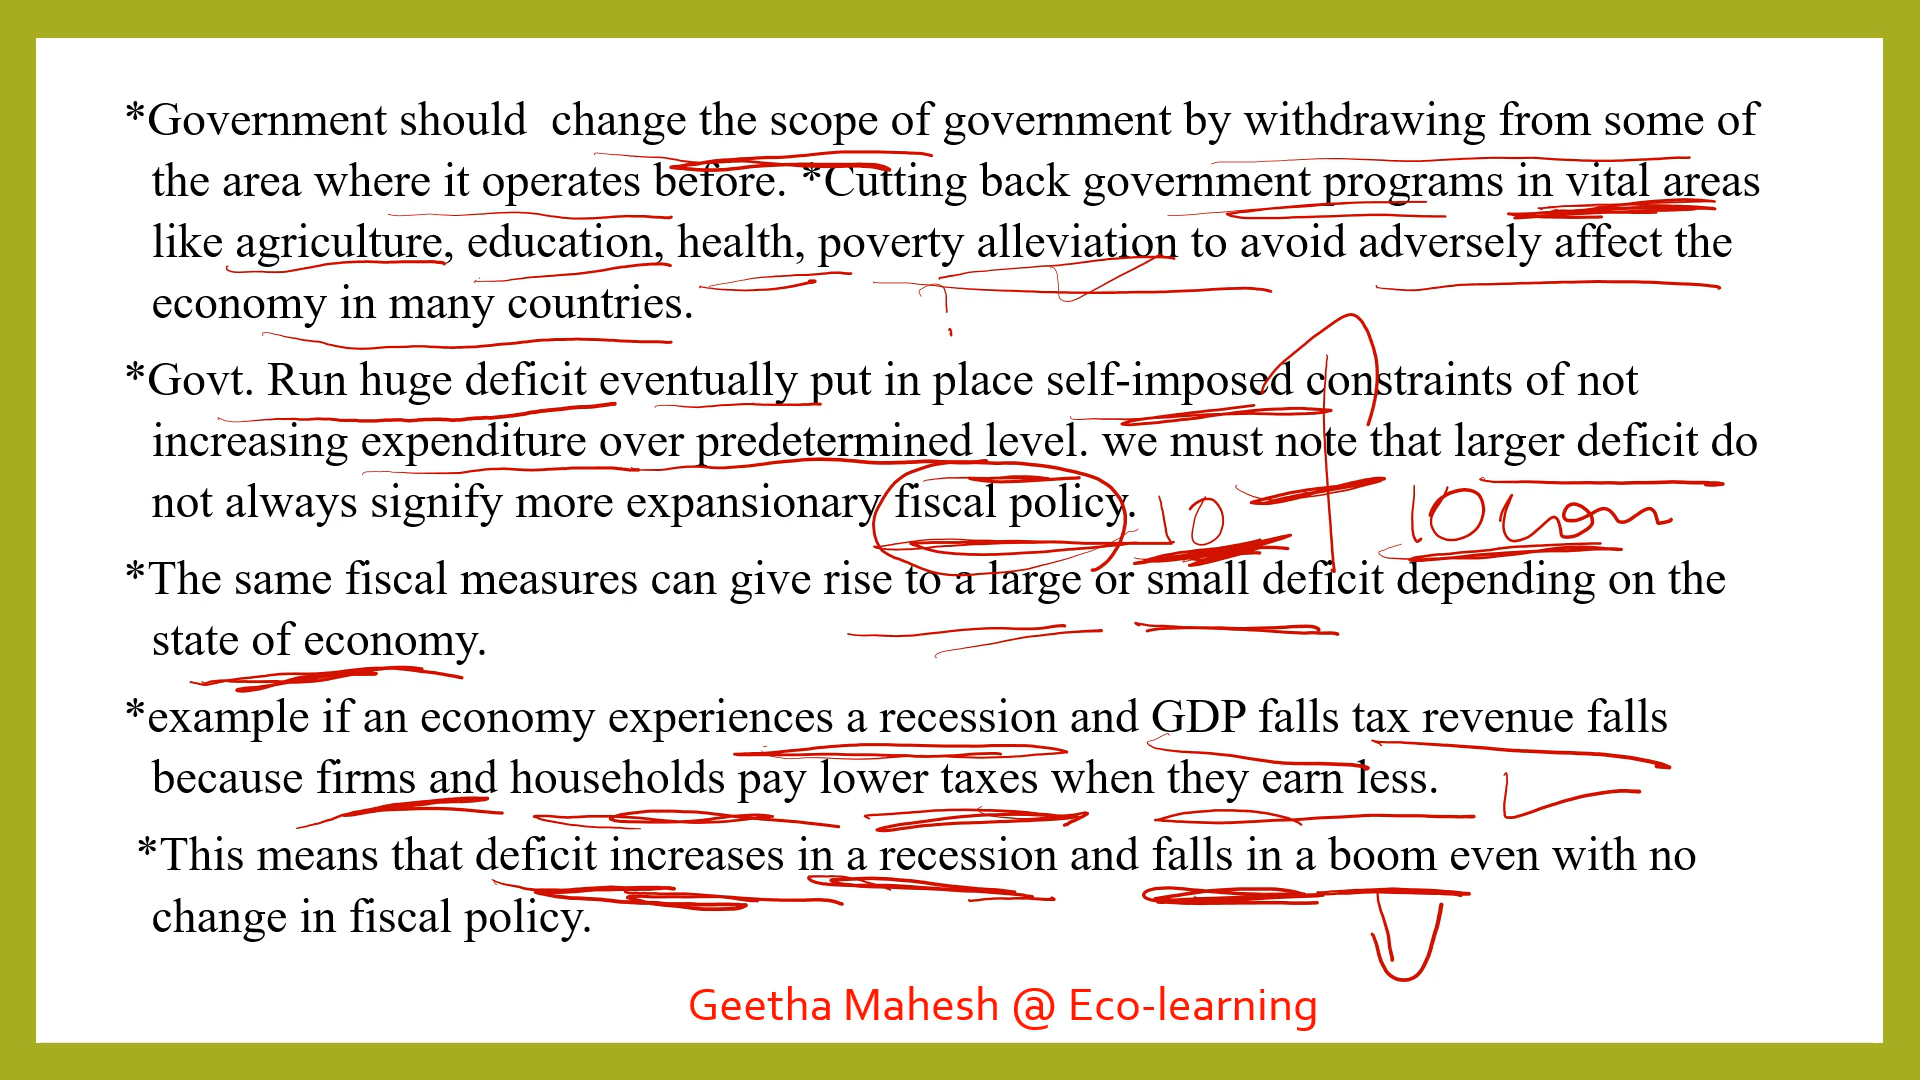 *Government should change the scope of government by withdrawing from some of
the area where it operates before. *Cutting back government programs in vital areas
like agriculture, education, health, poverty alleviation to avoid adversely affect the
economy in many countries.
*Govt. Run huge deficit eventually put in place self-imposed constraints of not
increasing expenditure over predetermined level. we must note that larger deficit do
not always signify more expansionary fiscal policy.
10 10
*The same fiscal measures can give rise to a large or small deficit depending on the
state of economy.
*example if an economy experiences a recession and GDP falls tax revenue falls
because firms and households pay lower taxes when they earn less.
*This means that deficit increases in a recession and falls in a boom even with no
change in fiscal policy.
Geetha Mahesh @ Eco-learning